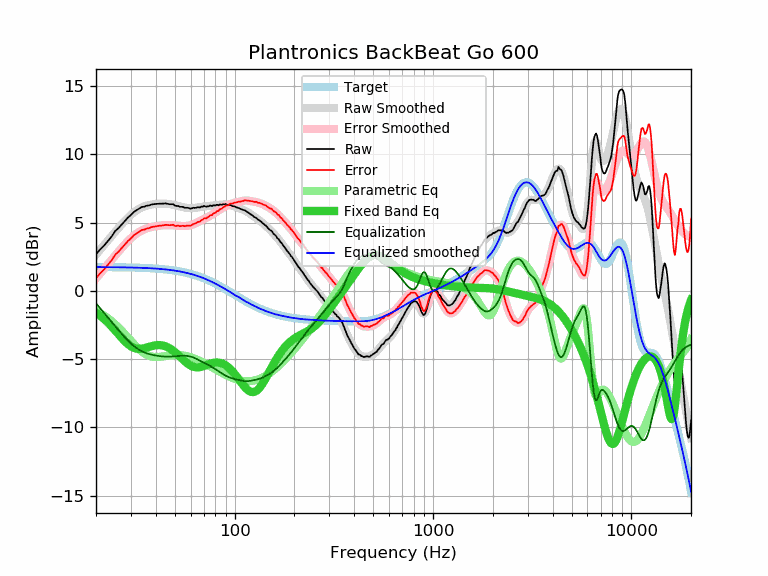 Plantronics BackBeat Go 600
Target
Raw Smoothed
Error Smoothed
Raw
Error
Parametric Eq
Fixed Band Eq
Equalization
Equalized smoothed
15
10
5
0
−5
−10
−15
Amplitude (dBr)
100
1000
10000
Frequency (Hz)